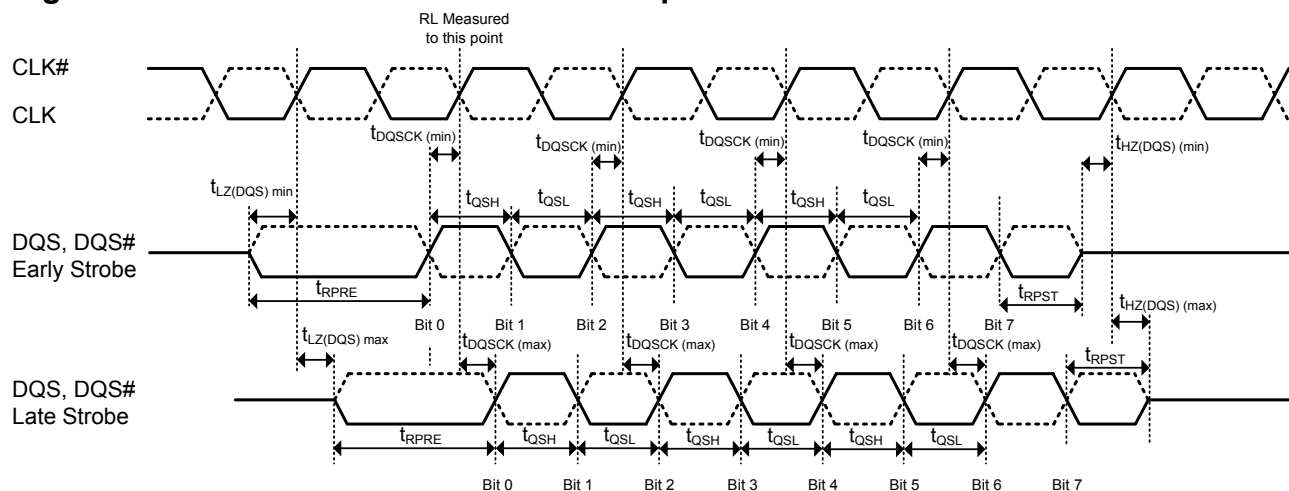 RL Measured
to this point
CLK#
CLK
tDQSCK (min) tDQSCK (min) tDQSCK (min) tDQSCK (min) tHZ(DQS) (min)
tLZ(DQS) min
tQSH tQSL tQSH tQSL tQSH tQSL
DQS, DQS#
Early Strobe
tRPRE tRPST
Bit 0 Bit 1 Bit 2 Bit 3 Bit 4 Bit 5 Bit 6 Bit 7
tHZ(DQS) (max)
tLZ(DQS) max
tDQSCK (max) tDQSCK (max) tDQSCK (max) tDQSCK (max) tRPST
DQS, DQS#
Late Strobe
tRPRE tQSH tQSL tQSH tQSL tQSH tQSL
Bit 0 Bit 1 Bit 2 Bit 3 Bit 4 Bit 5 Bit 6 Bit 7